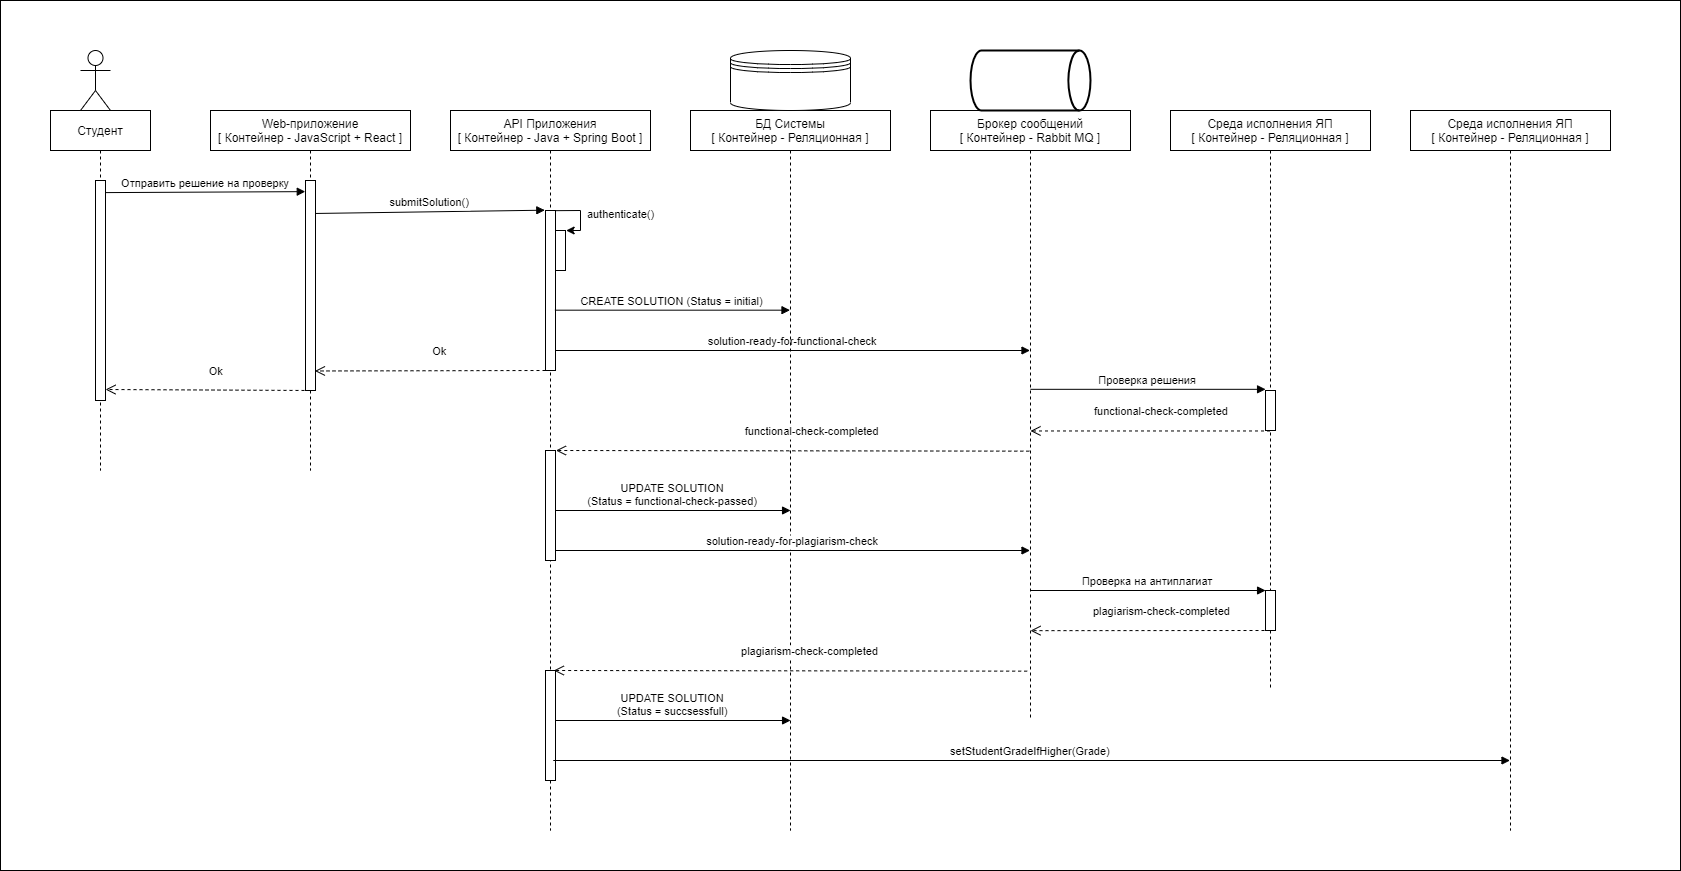 Студент
Web-приложение
[ Контейнер - JavaScript + React ]
API Приложения
[ Контейнер - Java + Spring Boot ]
БД Системы
[ Контейнер - Реляционная ]
Брокер сообщений
[ Контейнер - Rabbit MQ ]
Среда исполнения ЯП
[ Контейнер - Реляционная ]
Среда исполнения ЯП
[ Контейнер - Реляционная ]
Отправить решение на проверку
submitSolution()
authenticate()
CREATE SOLUTION (Status = initial)
solution-ready-for-functional-check
Ok
Ok
Проверка решения
functional-check-completed
functional-check-completed
UPDATE SOLUTION
(Status = functional-check-passed)
solution-ready-for-plagiarism-check
Проверка на антиплагиат
plagiarism-check-completed
plagiarism-check-completed
UPDATE SOLUTION
(Status = succsessfull)
setStudentGradeIfHigher(Grade)